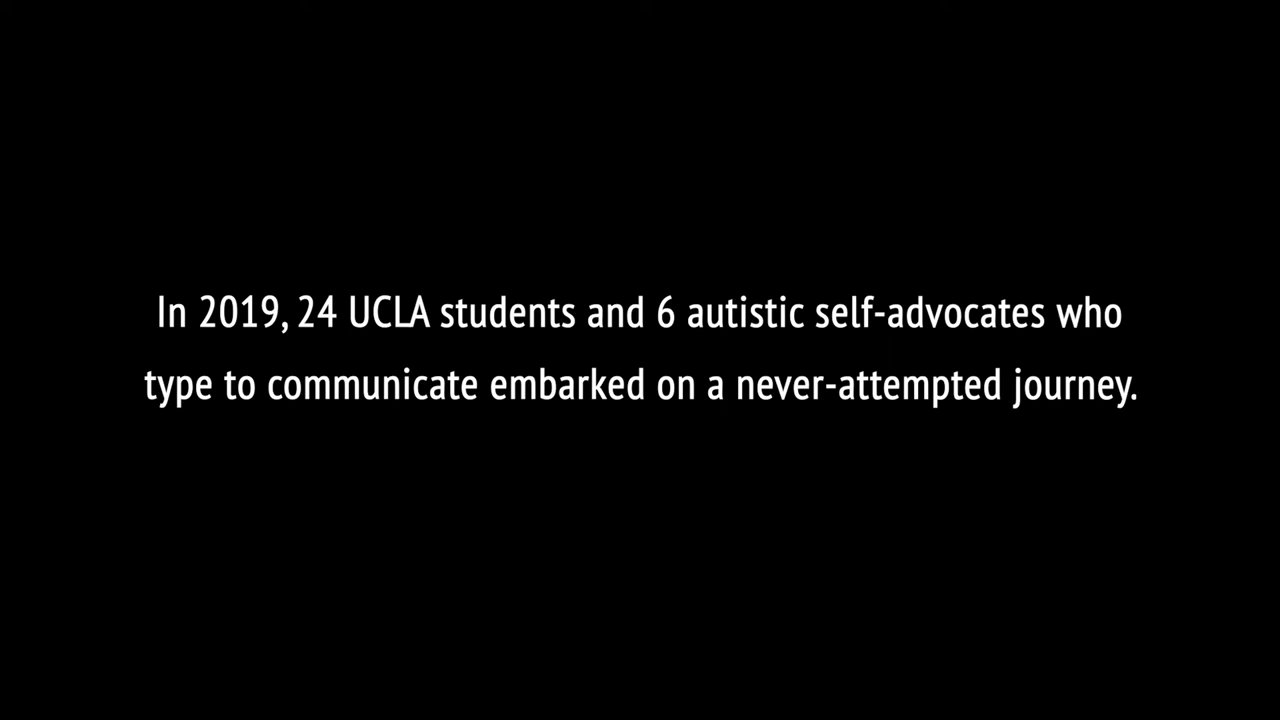 In 2019, 24 UCLA students and 6 autistic self-advocates who
type to communicate embarked on a never-attempted journey.